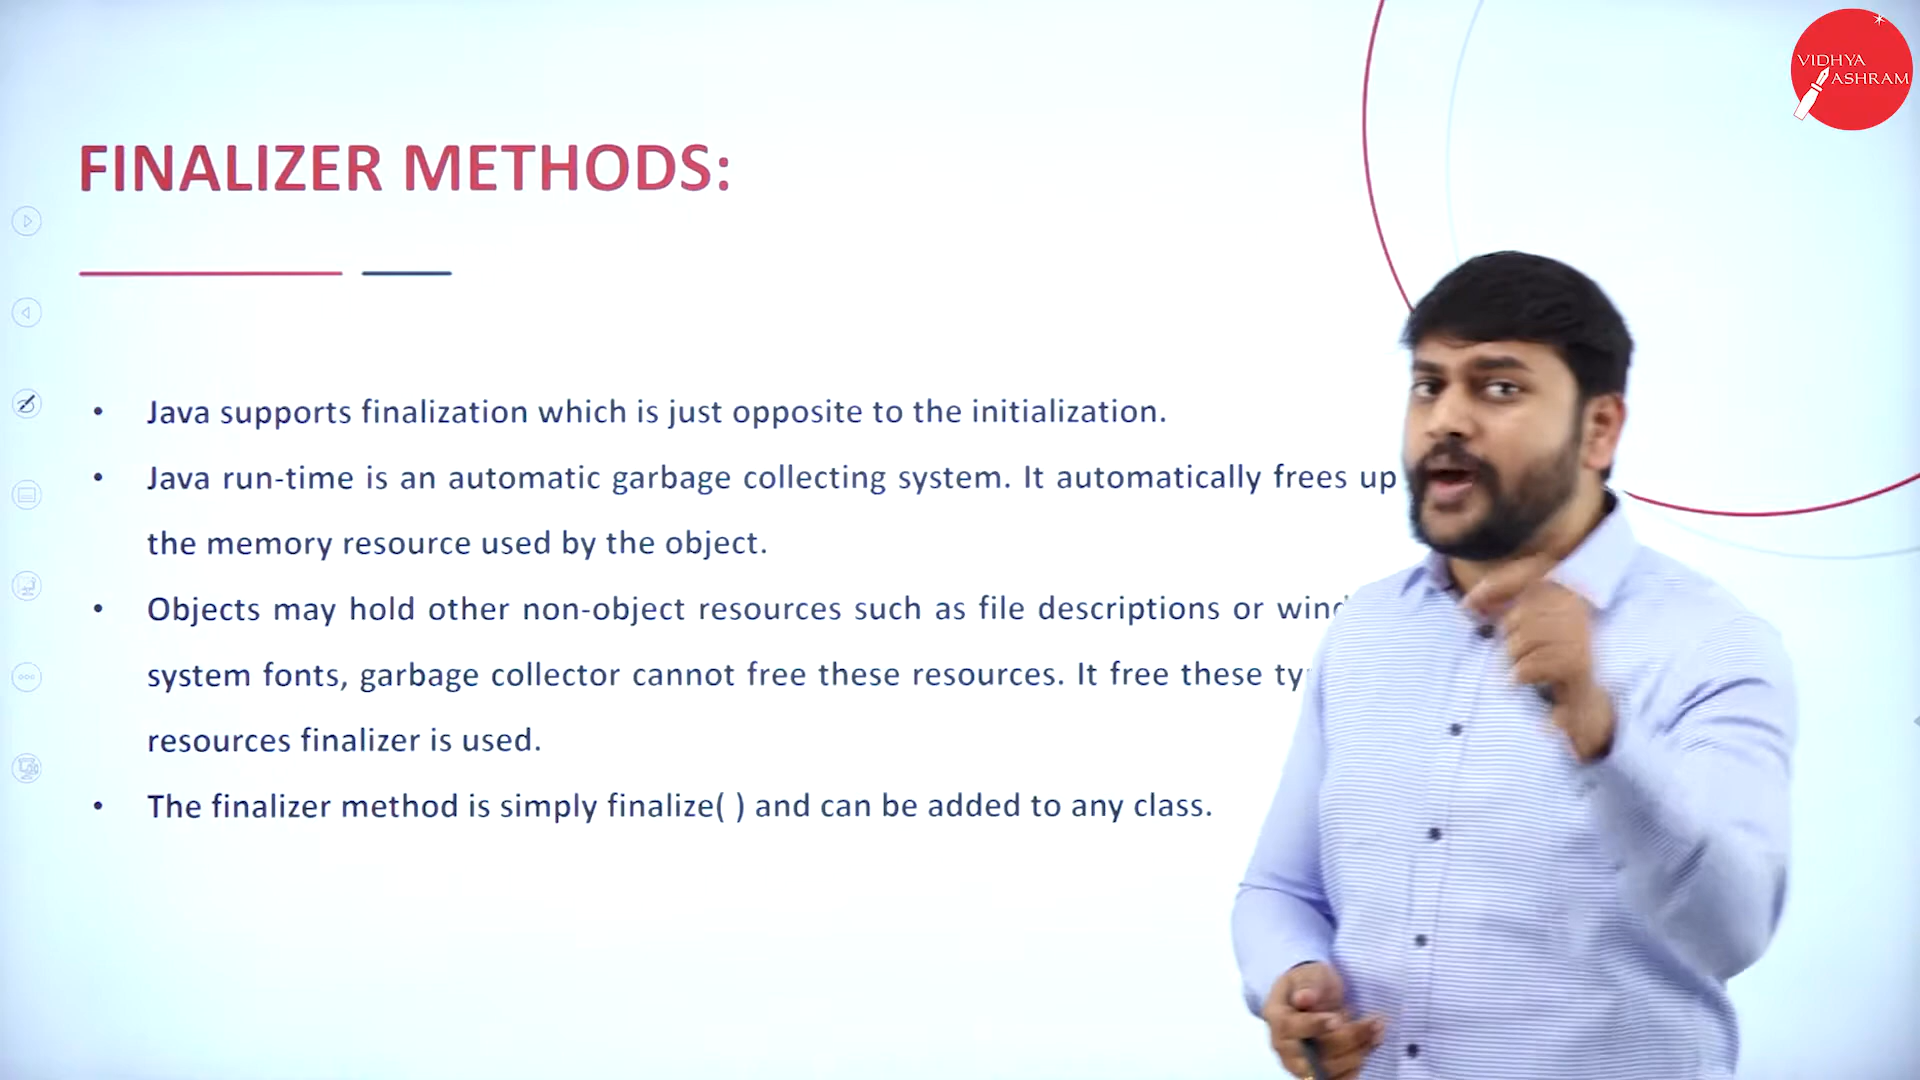 VIDHYA
ASHRAM
FINALIZER METHODS:
• Java supports finalization which is just opposite to the initialization.
• Java run-time is an automatic garbage collecting system. It automatically frees up
the memory resource used by the object.
• Objects may hold other non-object resources such as file descriptions or
system fonts, garbage collector cannot free these resources. It free these
resources finalizer is used.
• The finalizer method is simply finalize( ) and can be added to any class.